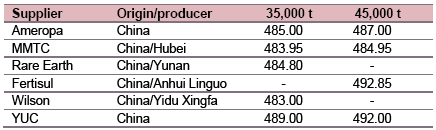 Supplier Origin/producer 35,000 t 45,000 t
Ameropa China 485.00 487.00
MMTC China/Hubei 483.95 484.95
Rare Earth China/Yunan 484.80 -
Fertisul China/Anhui Linguo - 492.85
Wilson China/Yidu Xingfa 483.00 -
YUC China 489.00 492.00